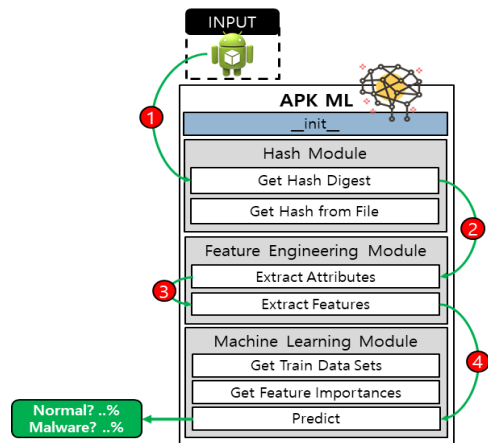 INPUT
APK ML
__init__
1
Hash Module
Get Hash Digest
Get Hash from File
2
Feature Engineering Module
Extract Attributes
3
Extract Features
Machine Learning Module
Get Train Data Sets
4
Get Feature Importances
Predict
Normal? ..%
Malware? ..%